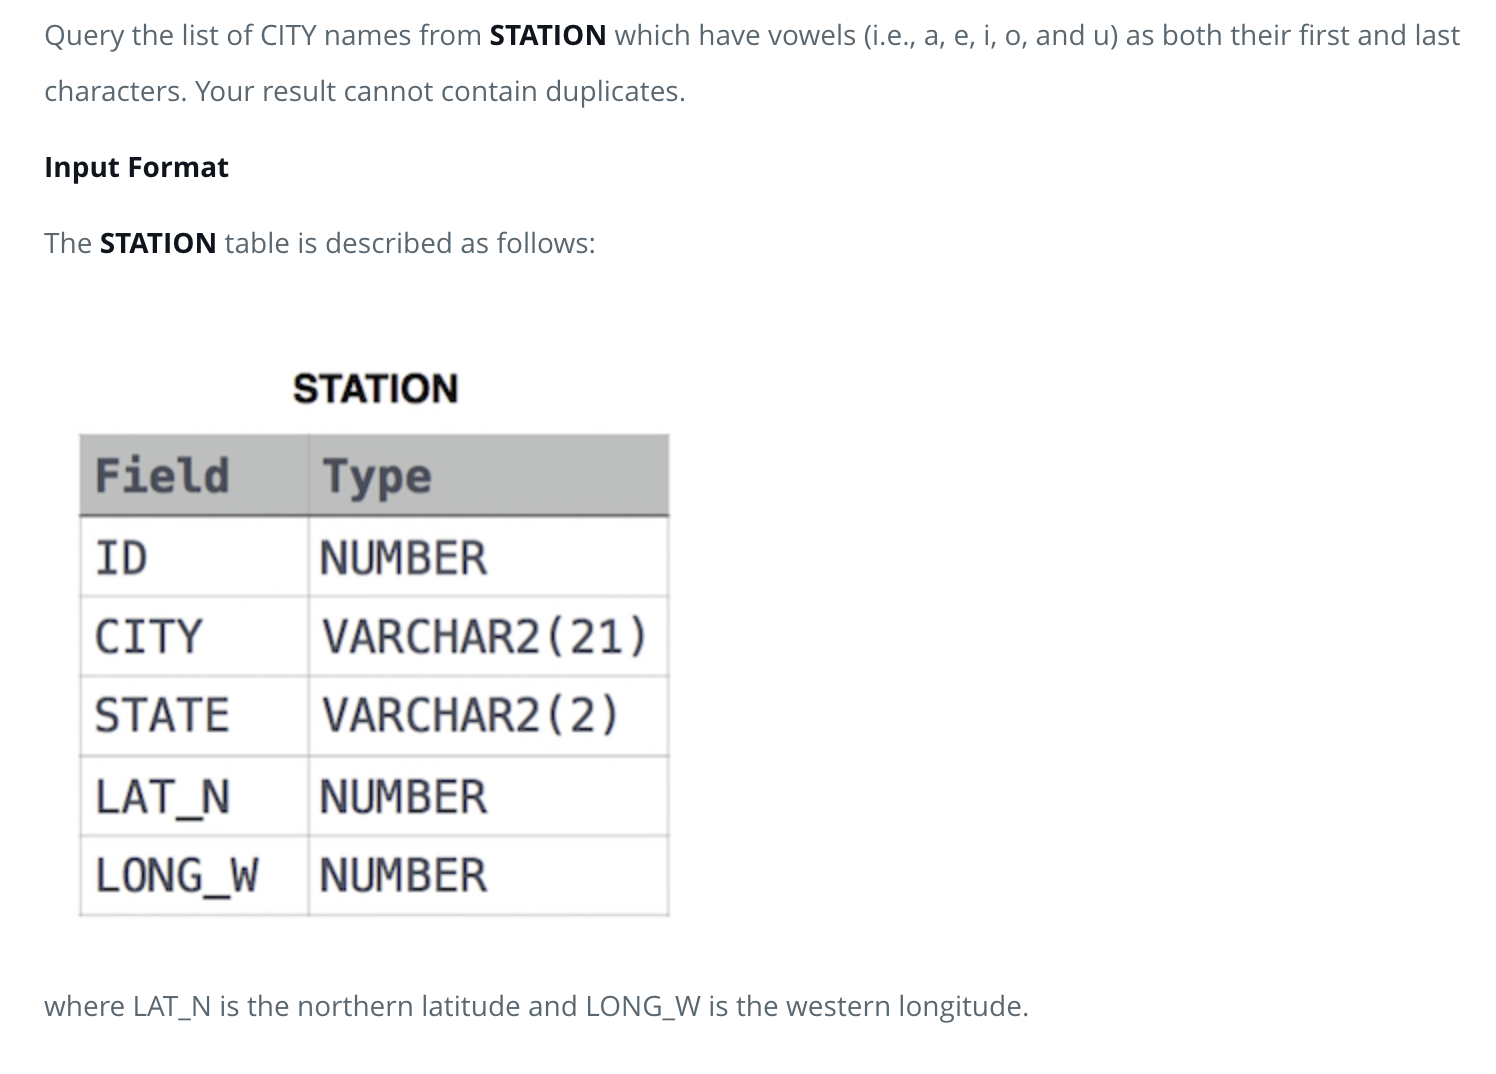 Query the list of CITY names from STATION which have vowels (i.e., a, e, i, o, and u) as both their first and last
characters. Your result cannot contain duplicates.
Input Format
The STATION table is described as follows:
STATION
Field Type
ID NUMBER
CITY VARCHAR2(21)
STATE VARCHAR2(2)
LAT_N NUMBER
LONG_W NUMBER
where LAT_N is the northern latitude and LONG_W is the western longitude.